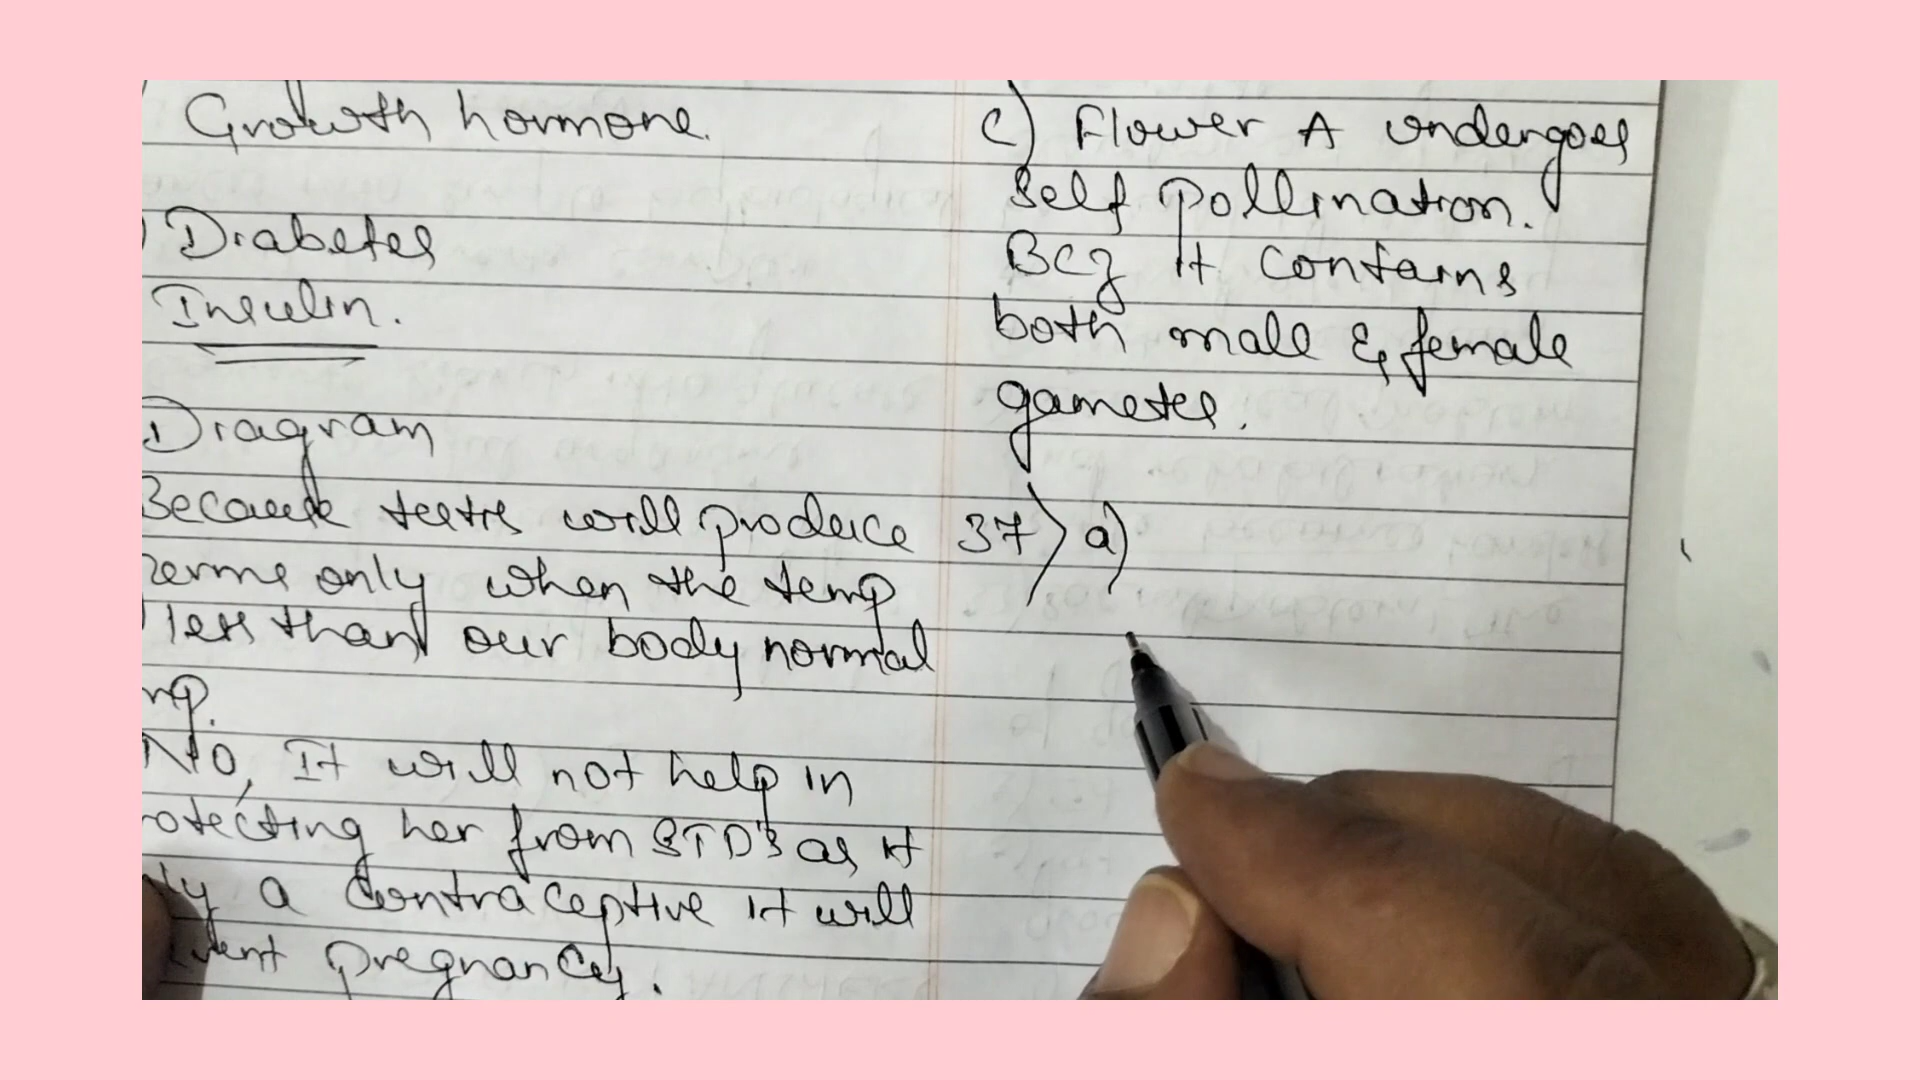 Growth hormone.
Diabetes
Insulin.
Diagram
Because testis will produce
only when the temp
less than our body normal
No, It will not help in
her from STD's as it
a contraceptive it will
pregnancy.
c) Flower A undergoes
Self Pollination.
Bcz it contains
both male & female
gametes.
37) a)